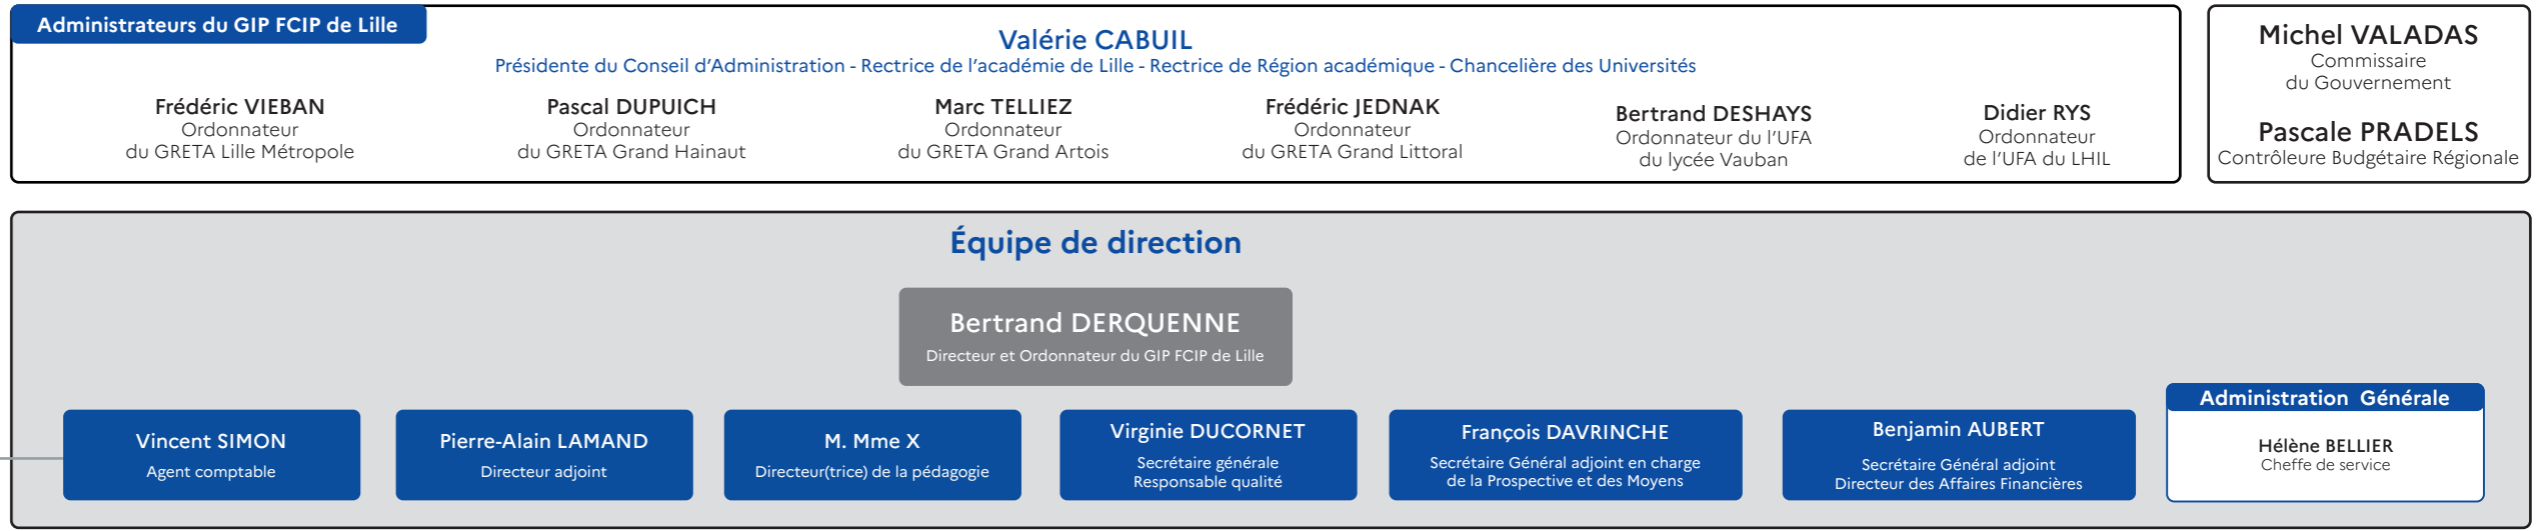 Administrateurs du GIP FCIP de Lille
Valérie CABUIL
Présidente du Conseil d'Administration - Rectrice de l'académie de Lille - Rectrice de Région académique - Chancelière des Universités
Frédéric VIEBAN
Ordonnateur
du GRETA Lille Métropole
Pascal DUPUICH
Ordonnateur
du GRETA Grand Hainaut
Marc TELLIEZ
Ordonnateur
du GRETA Grand Artois
Frédéric JEDNAK
Ordonnateur
du GRETA Grand Littoral
Bertrand DESHAYS
Ordonnateur du l'UFA
du lycée Vauban
Didier RYS
Ordonnateur
de l'UFA du LHIL
Michel VALADAS
Commissaire
du Gouvernement
Pascale PRADELS
Contrôleure Budgétaire Régionale
Équipe de direction
Bertrand DERQUENNE
Directeur et Ordonnateur du GIP FCIP de Lille
Vincent SIMON
Agent comptable
Pierre-Alain LAMAND
Directeur adjoint
M. Mme X
Directeur(trice) de la pédagogie
Virginie DUCORNET
Secrétaire générale
Responsable qualité
François DAVRINCHE
Secrétaire Général adjoint en charge
de la Prospective et des Moyens
Benjamin AUBERT
Secrétaire Général adjoint
Directeur des Affaires Financières
Administration Générale
Hélène BELLIER
Cheffe de service